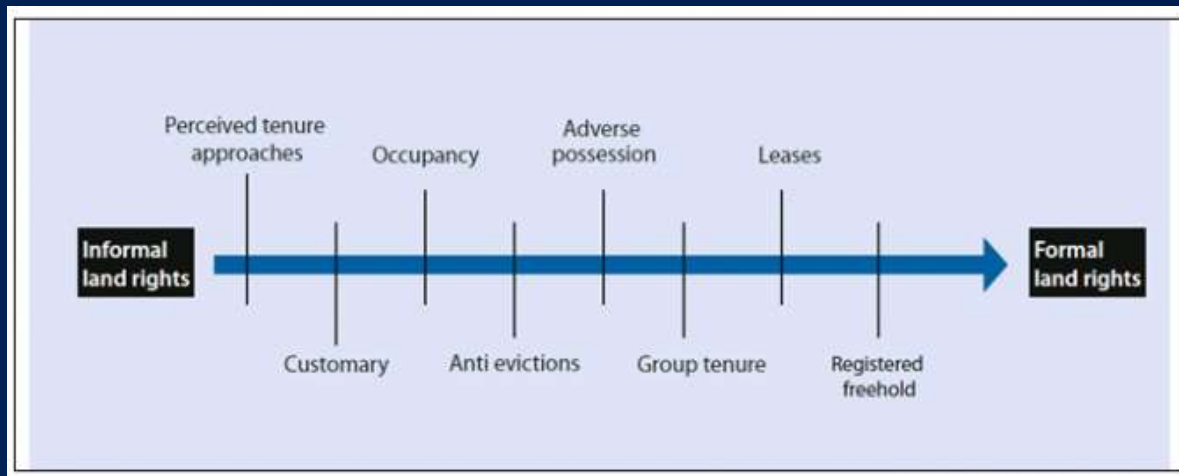 Perceived tenure
approaches
Occupancy
Adverse
possession
Leases
Informal
land rights
Formal
land rights
Customary
Anti evictions
Group tenure
Registered
freehold